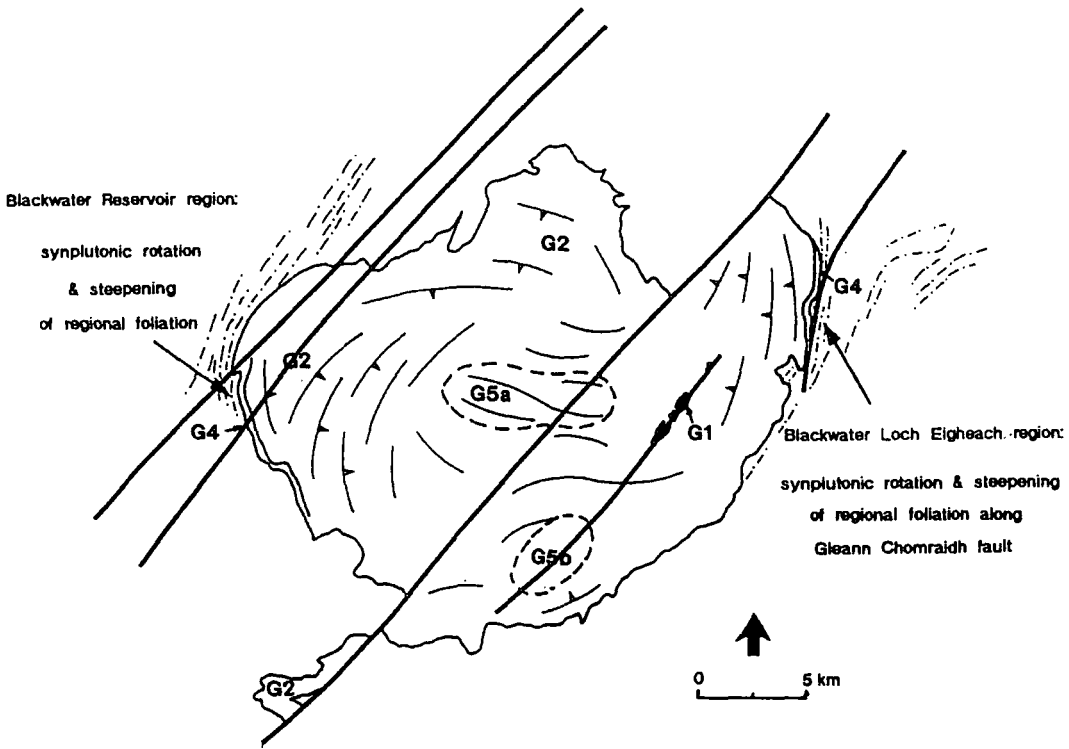 Blackwater Reservoir region:
synplutonic rotation
& steepening
of regional foliation
G2
G4
G2
G5a
G4
G1
Blackwater Loch Eigheach region:
synplutonic rotation & steepening
of regional foliation along
Gleann Chomraidh fault
G5b
G2
0 5 km